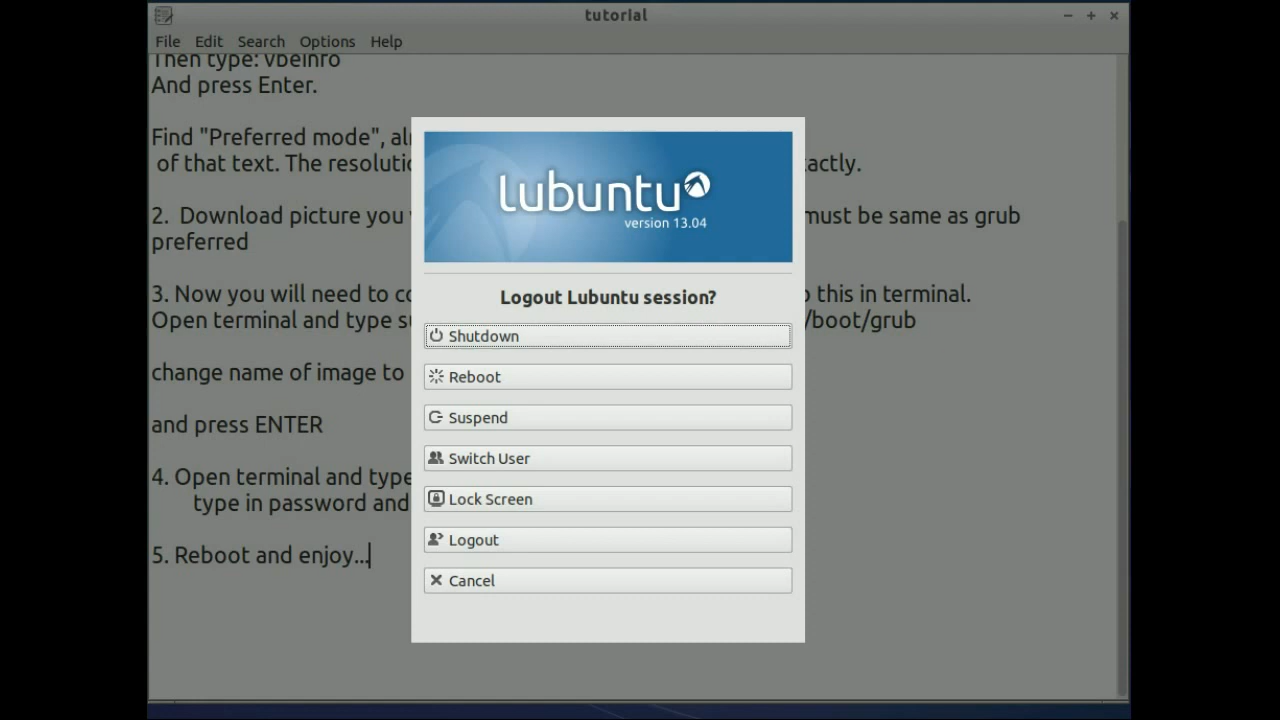 tutorial
File Edit Search Options Help
Then type: vbeinfo
And press Enter.
Find "Preferred mode",
of that text. The
actly.
2. Download picture you
must be same as grub
preferred
3. Now you will need to
this in terminal.
Open terminal and type
/boot/grub
change name of image to
and press ENTER
4. Open terminal and type
type in password and
5. Reboot and enjoy...
lubuntu
version 13.04
Logout Lubuntu session?
Shutdown
Reboot
Suspend
Switch User
Lock Screen
Logout
Cancel